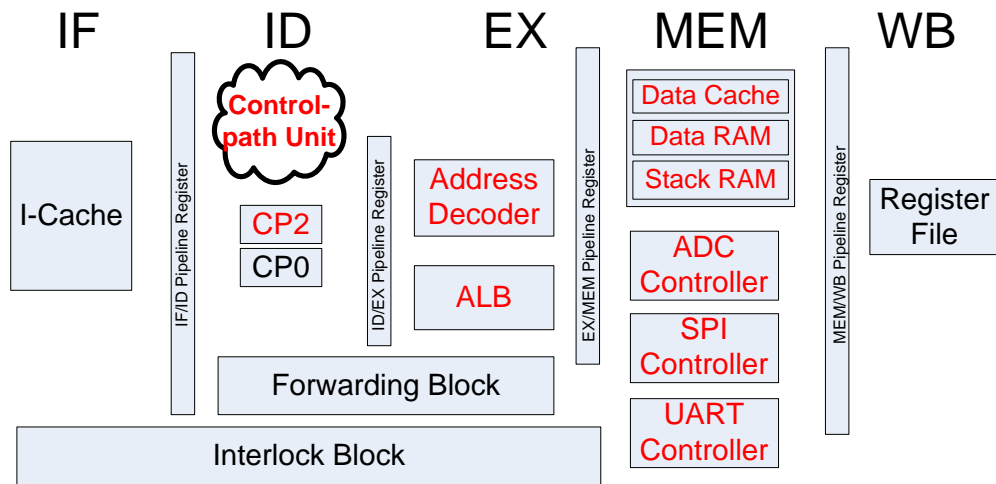 IF
ID
EX
MEM
WB
I-Cache
IF/ID Pipeline Register
Control-
path Unit
CP2
CP0
ID/EX Pipeline Register
Address
Decoder
ALB
Forwarding Block
Interlock Block
EX/MEM Pipeline Register
Data Cache
Data RAM
Stack RAM
ADC
Controller
SPI
Controller
UART
Controller
MEM/WB Pipeline Register
Register
File